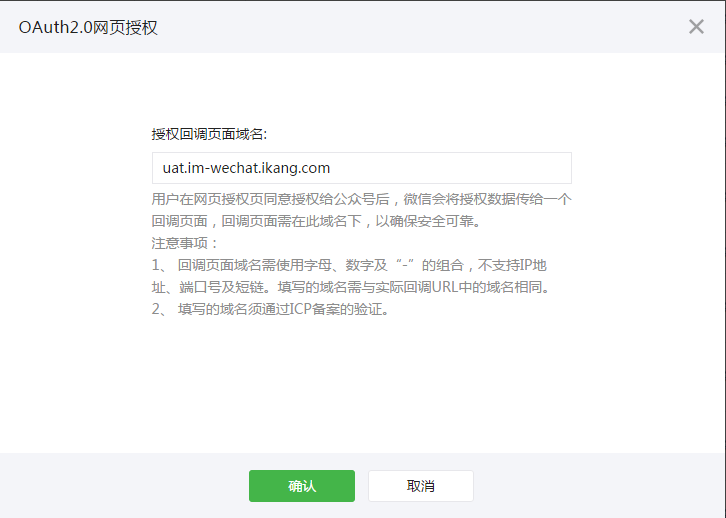 OAuth2.0网页授权
授权回调页面域名:
uat.im-wechat.ikang.com
用户在网页授权页同意授权给公众号后，微信会将授权数据传给一个
回调页面，回调页面需在此域名下，以确保安全可靠。
注意事项：
1、 回调页面域名需使用字母、数字及“-”的组合，不支持IP地
址、端口号及短链。填写的域名需与实际回调URL中的域名相同。
2、 填写的域名须通过ICP备案的验证。
确认
取消